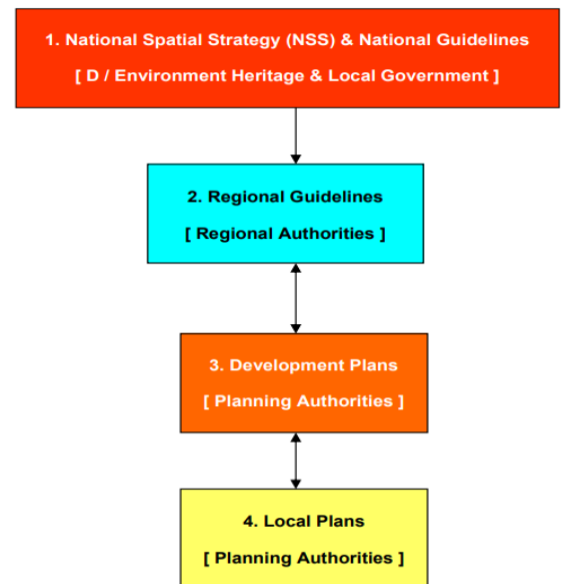 1. National Spatial Strategy (NSS) & National Guidelines
[ D / Environment Heritage & Local Government ]
2. Regional Guidelines
[ Regional Authorities ]
3. Development Plans
[ Planning Authorities ]
4. Local Plans
[ Planning Authorities ]